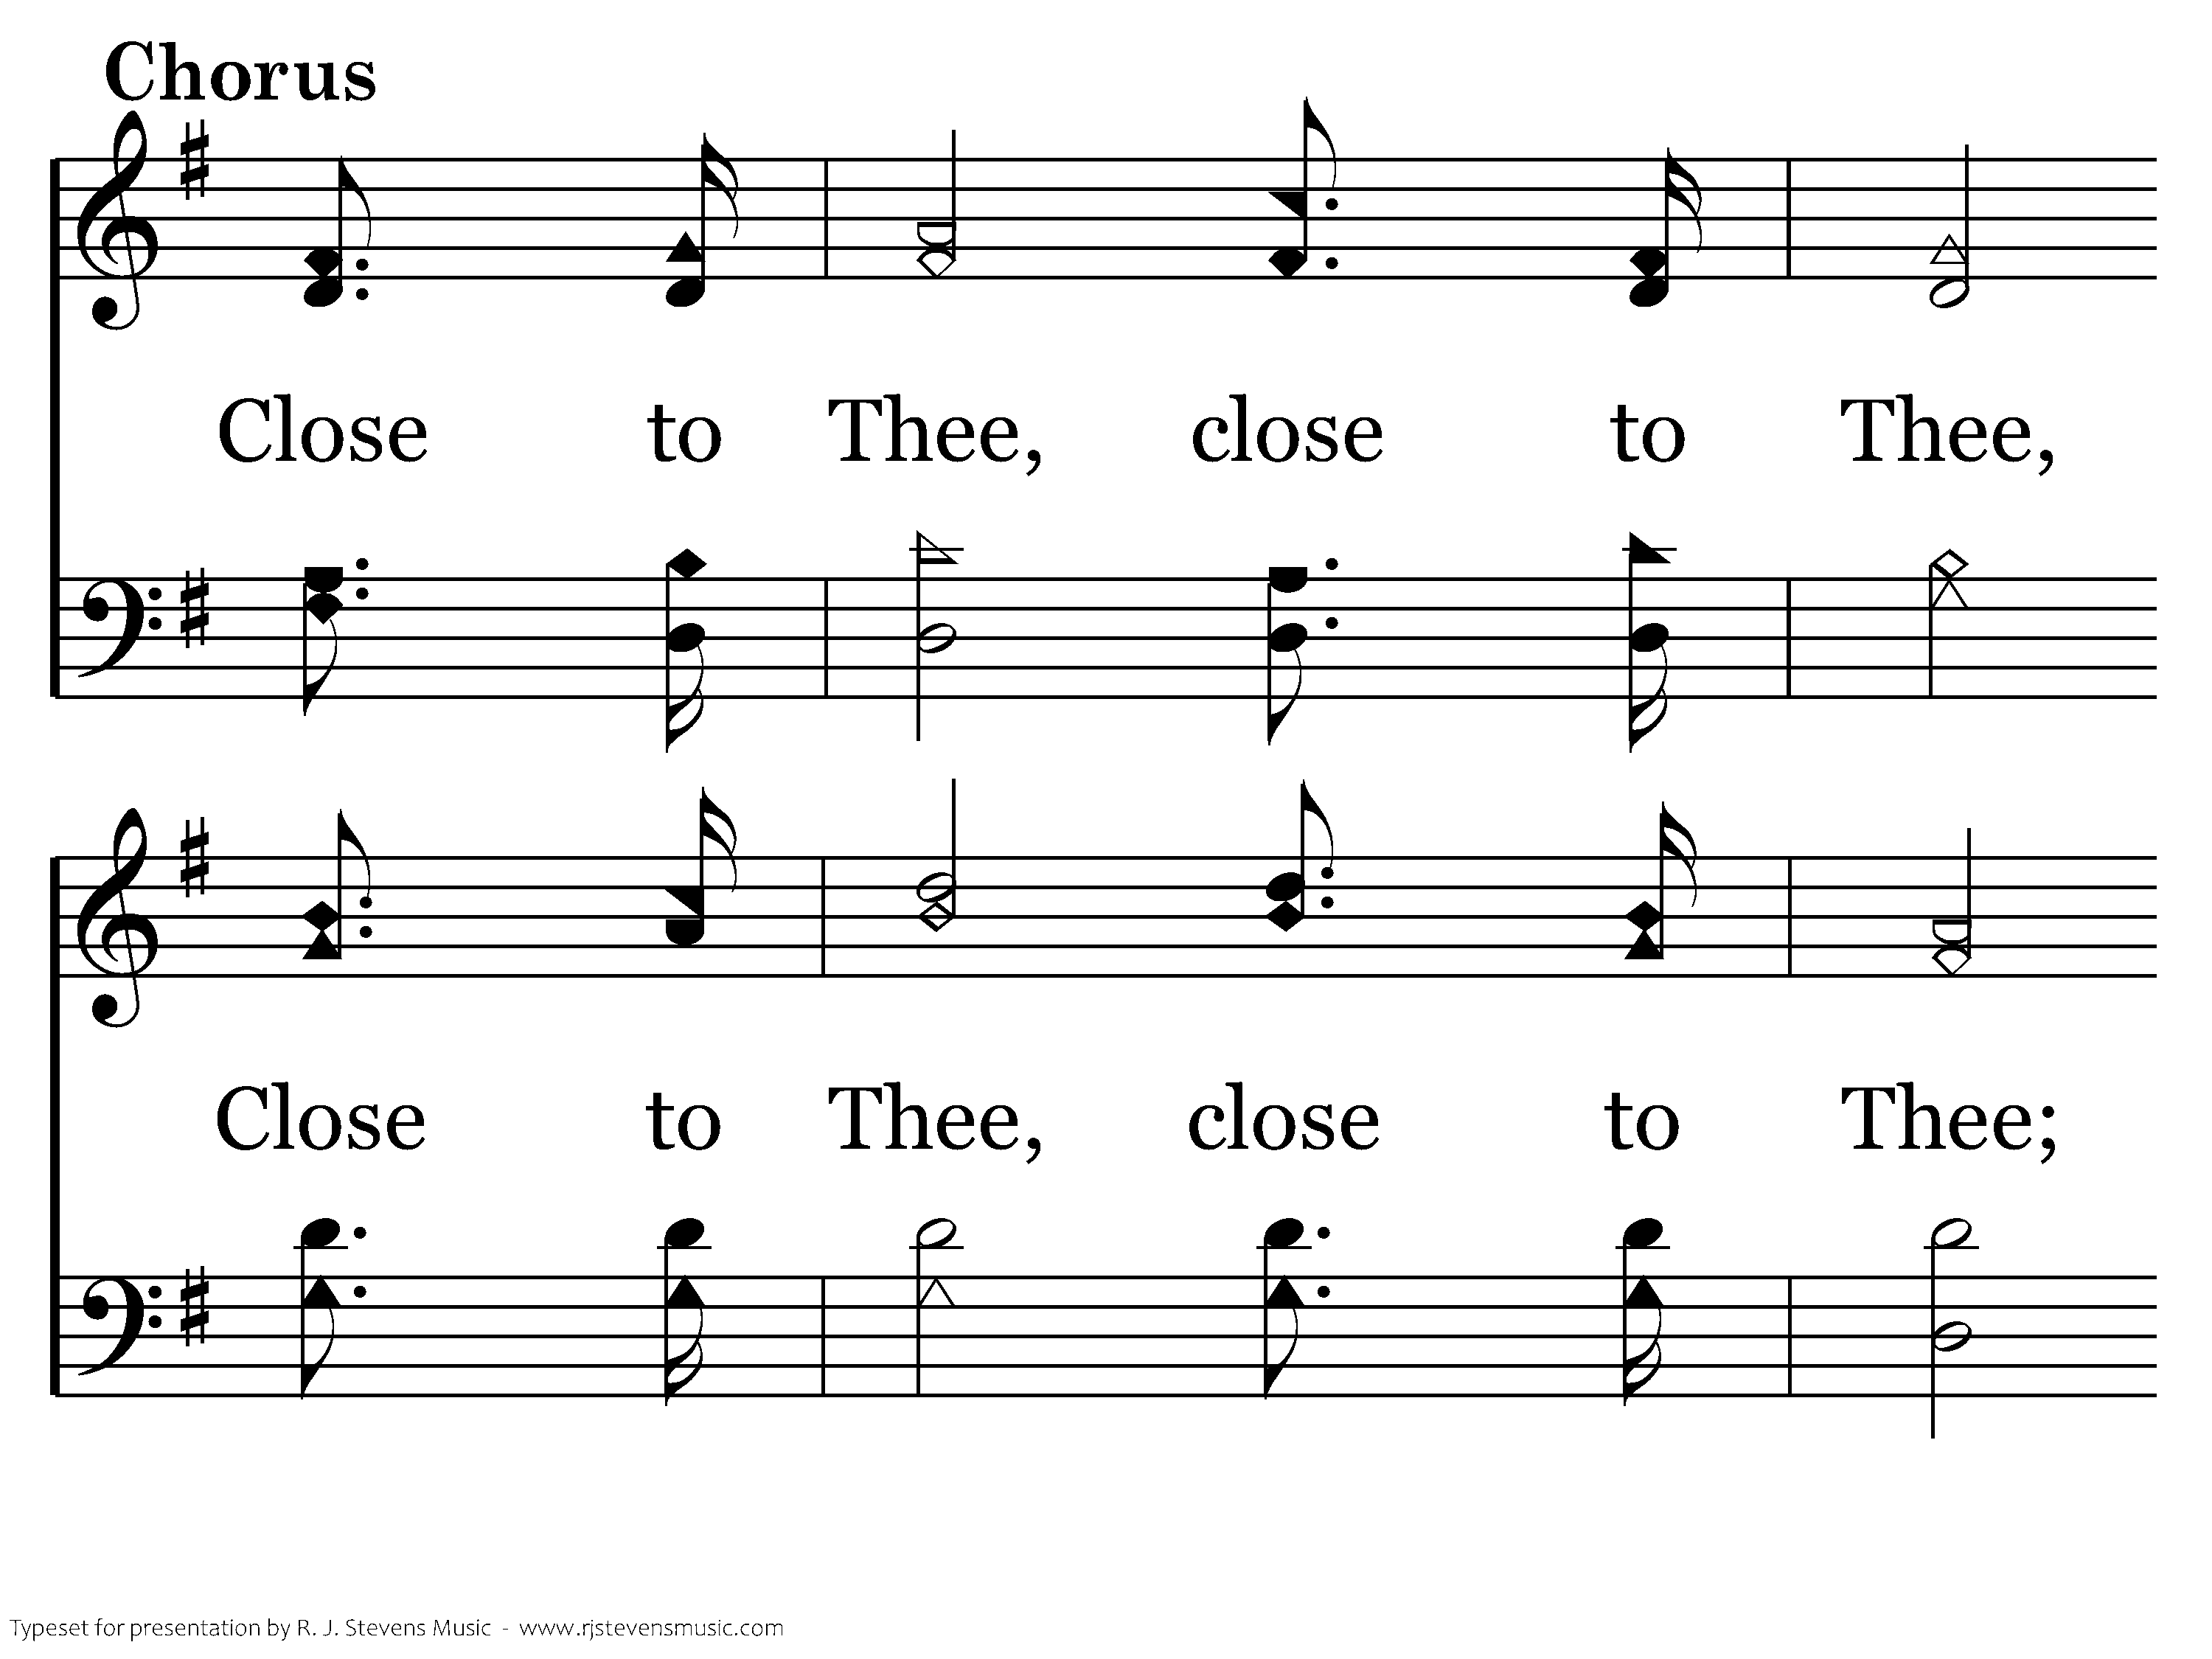 Chorus
Close to Thee, close to Thee,
Close to Thee, close to Thee;
Typeset for presentation by R. J. Stevens Music - www.rjstevensmusic.com